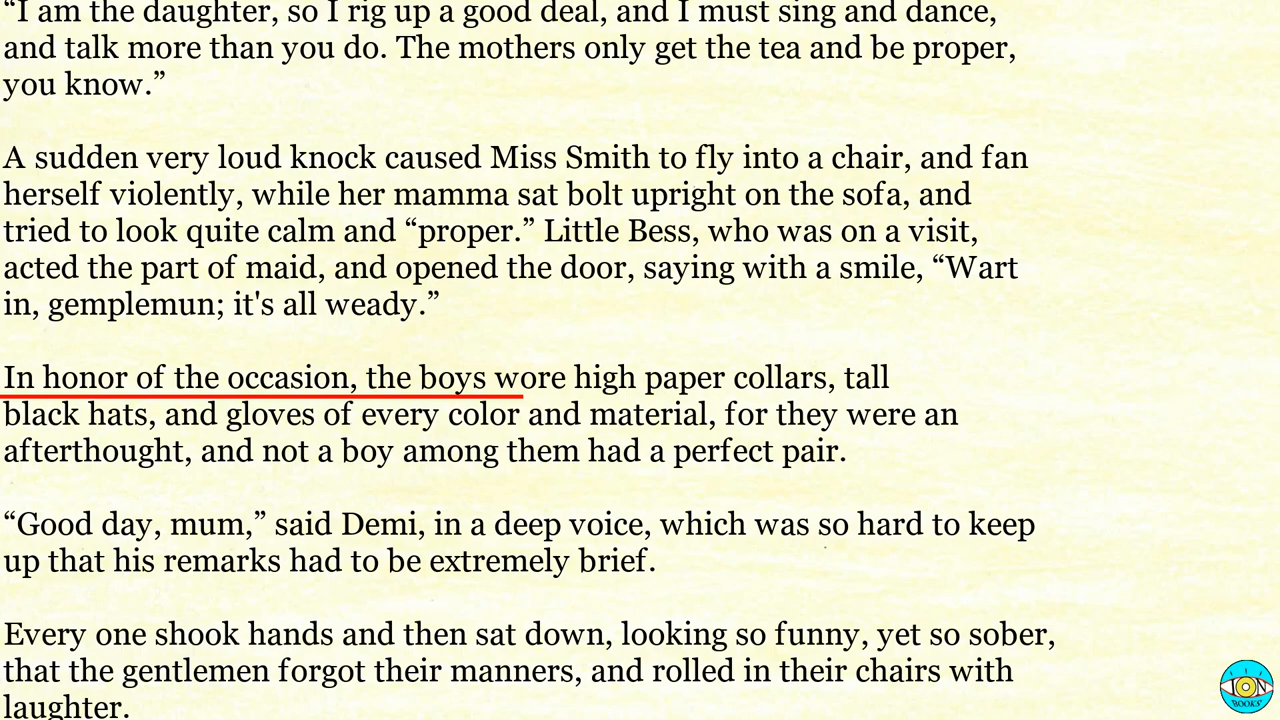 “I am the daughter, so I rig up a good deal, and I must sing and dance,
and talk more than you do. The mothers only get the tea and be proper,
you know.”
A sudden very loud knock caused Miss Smith to fly into a chair, and fan
herself violently, while her mamma sat bolt upright on the sofa, and
tried to look quite calm and “proper.” Little Bess, who was on a visit,
acted the part of maid, and opened the door, saying with a smile, “Wart
in, gemplemun; it's all weady.”
In honor of the occasion, the boys wore high paper collars, tall
black hats, and gloves of every color and material, for they were an
afterthought, and not a boy among them had a perfect pair.
“Good day, mum,” said Demi, in a deep voice, which was so hard to keep
up that his remarks had to be extremely brief.
Every one shook hands and then sat down, looking so funny, yet so sober,
that the gentlemen forgot their manners, and rolled in their chairs with
laughter.
ION
BOOKS